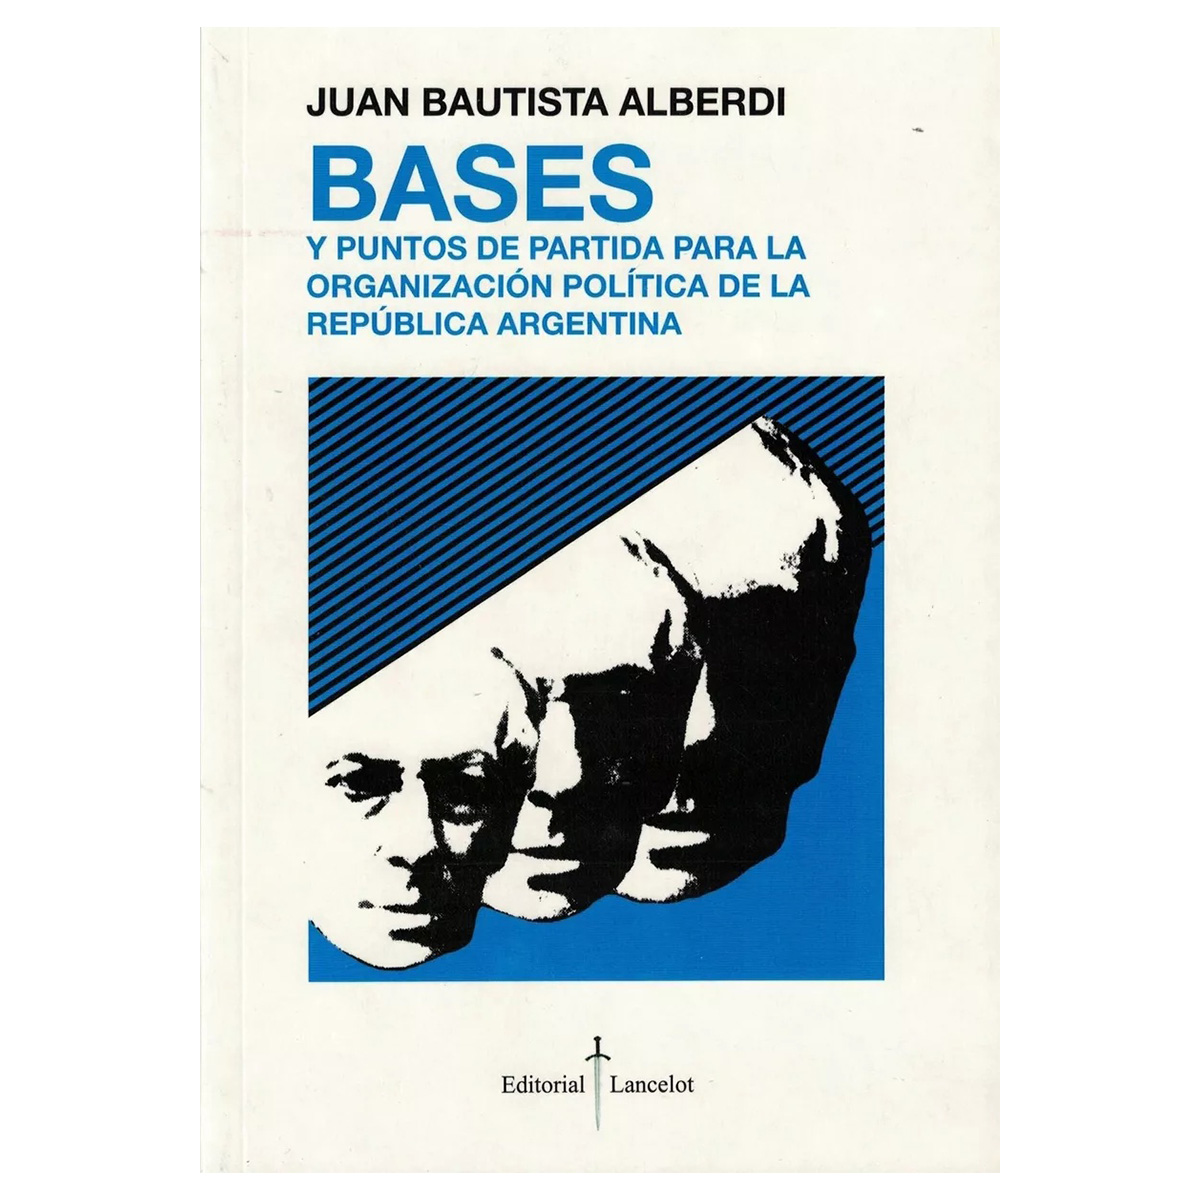 JUAN BAUTISTA ALBERDI
BASES
Y PUNTOS DE PARTIDA PARA LA
ORGANIZACIÓN POLÍTICA DE LA
REPÚBLICA ARGENTINA
Editorial Lancelot